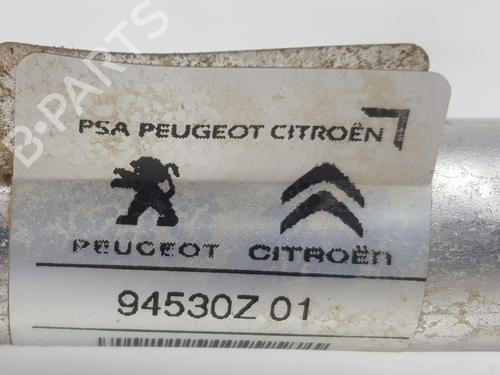 B-PARTS
PSA PEUGEOT CITROËN
PEUGEOT CITROËN
94530Z 01